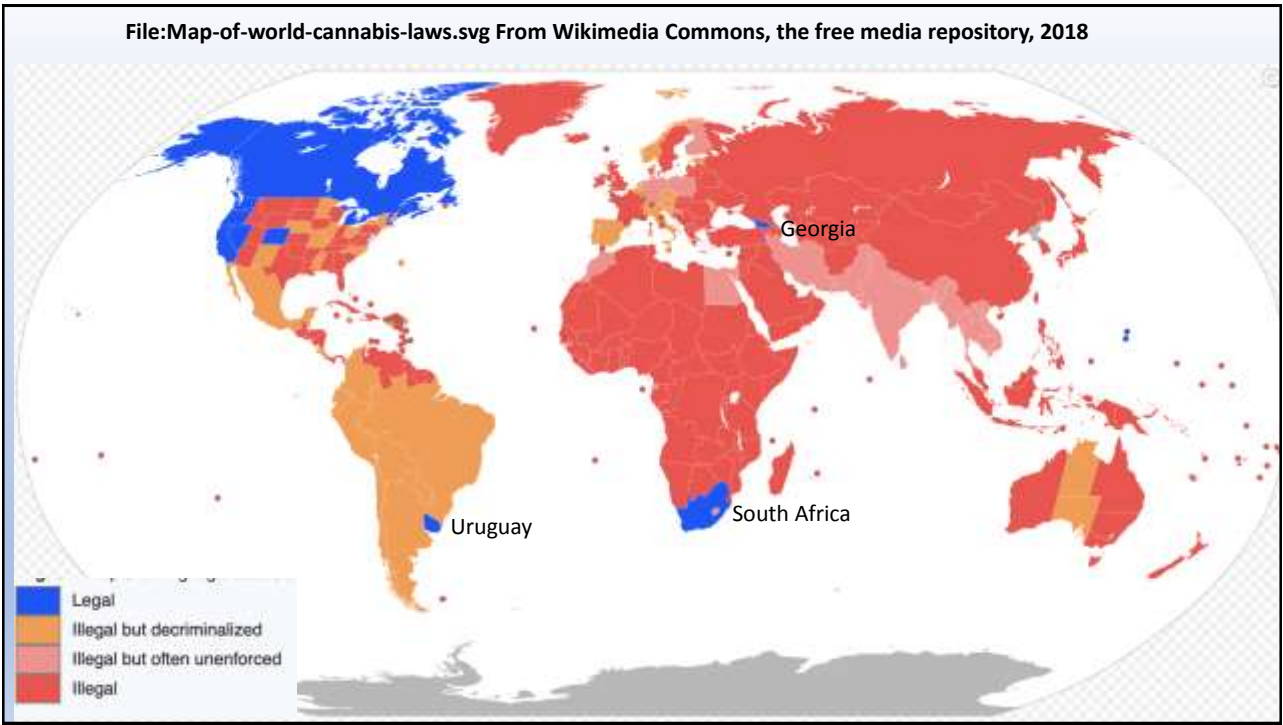 File:Map-of-world-cannabis-laws.svg From Wikimedia Commons, the free media repository, 2018
Georgia
South Africa
Uruguay
Legal
Illegal but decriminalized
Illegal but often unenforced
Illegal